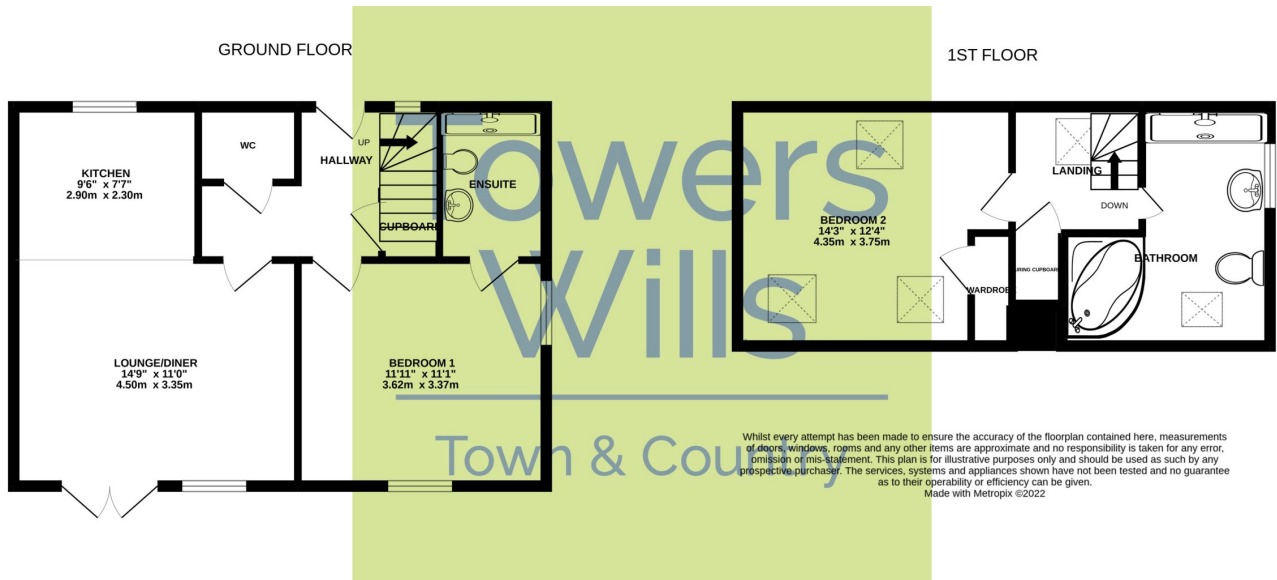 GROUND FLOOR
1ST FLOOR
Towers
Wills
Town & Country
KITCHEN
9'6" x 7'7"
2.90m x 2.30m
WC
UP
HALLWAY
ENSUITE
CUPBOARD
LOUNGE/DINER
14'9" x 11'0"
4.50m x 3.35m
BEDROOM 1
11'11" x 11'1"
3.62m x 3.37m
BEDROOM 2
14'3" x 12'4"
4.35m x 3.75m
LANDING
DOWN
WARDROBE
URING CUPBOARD
BATHROOM
Whilst every attempt has been made to ensure the accuracy of the floorplan contained here, measurements
of doors, windows, rooms and any other items are approximate and no responsibility is taken for any error,
omission or mis-statement. This plan is for illustrative purposes only and should be used as such by any
prospective purchaser. The services, systems and appliances shown have not been tested and no guarantee
as to their operability or efficiency can be given.
Made with Metropix ©2022